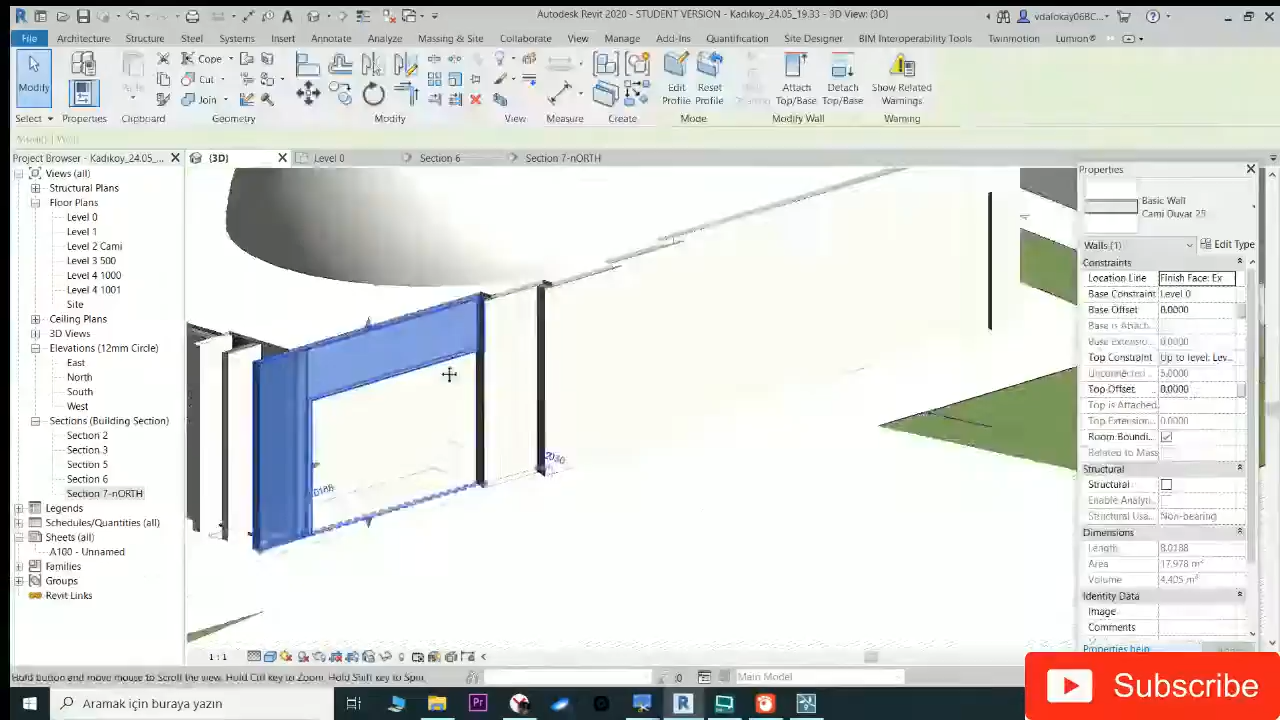 Autodesk Revit 2020 - STUDENT VERSION - Kadıköy_24.05_19.33 - 3D View: {3D}
vdalokay06BC...
File Architecture Structure Steel Systems Insert Annotate Analyze Massing & Site Collaborate View Manage Add-Ins Quantification Site Designer BIM Interoperability Tools Twinmotion Lumion®
Cope
Cut
Join
Modify
Paste
Edit Profile
Reset Profile
Attach Top/Base
Detach Top/Base
Show Related Warnings
Select Properties Clipboard Geometry Modify View Measure Create Mode Modify Wall Warning
Project Browser - Kadıköy_24.05_...
{3D} Level 0 Section 6 Section 7-nORTH
Views (all)
Structural Plans
Floor Plans
Level 0
Level 1
Level 2 Cami
Level 3 500
Level 4 1000
Level 4 1001
Site
Ceiling Plans
3D Views
Elevations (12mm Circle)
East
North
South
West
Sections (Building Section)
Section 2
Section 3
Section 5
Section 6
Section 7-nORTH
Legends
Schedules/Quantities (all)
Sheets (all)
A100 - Unnamed
Families
Groups
Revit Links
Properties
Basic Wall
Cami Duvar 25
Walls (1) Edit Type
Constraints
Location Line Finish Face: Ex
Base Constraint Level 0
Base Offset 0.0000
Base is Attach...
Base Extensio... 0.0000
Top Constraint Up to level: Lev...
Unconnected ... 5.0000
Top Offset 0.0000
Top is Attached...
Top Extension... 0.0000
Room Boundi...
Related to Mass
Structural
Structural
Enable Analyti...
Structural Usa... Non-bearing
Dimensions
Length 8.0188
Area 17.978 m²
Volume 4.405 m³
Identity Data
Image
Comments
Properties help
1 : 1
Hold button and move mouse to Scroll the view. Hold Ctrl key to Zoom. Hold Shift key to Spin.
:0 Main Model
Aramak için buraya yazın
Subscribe